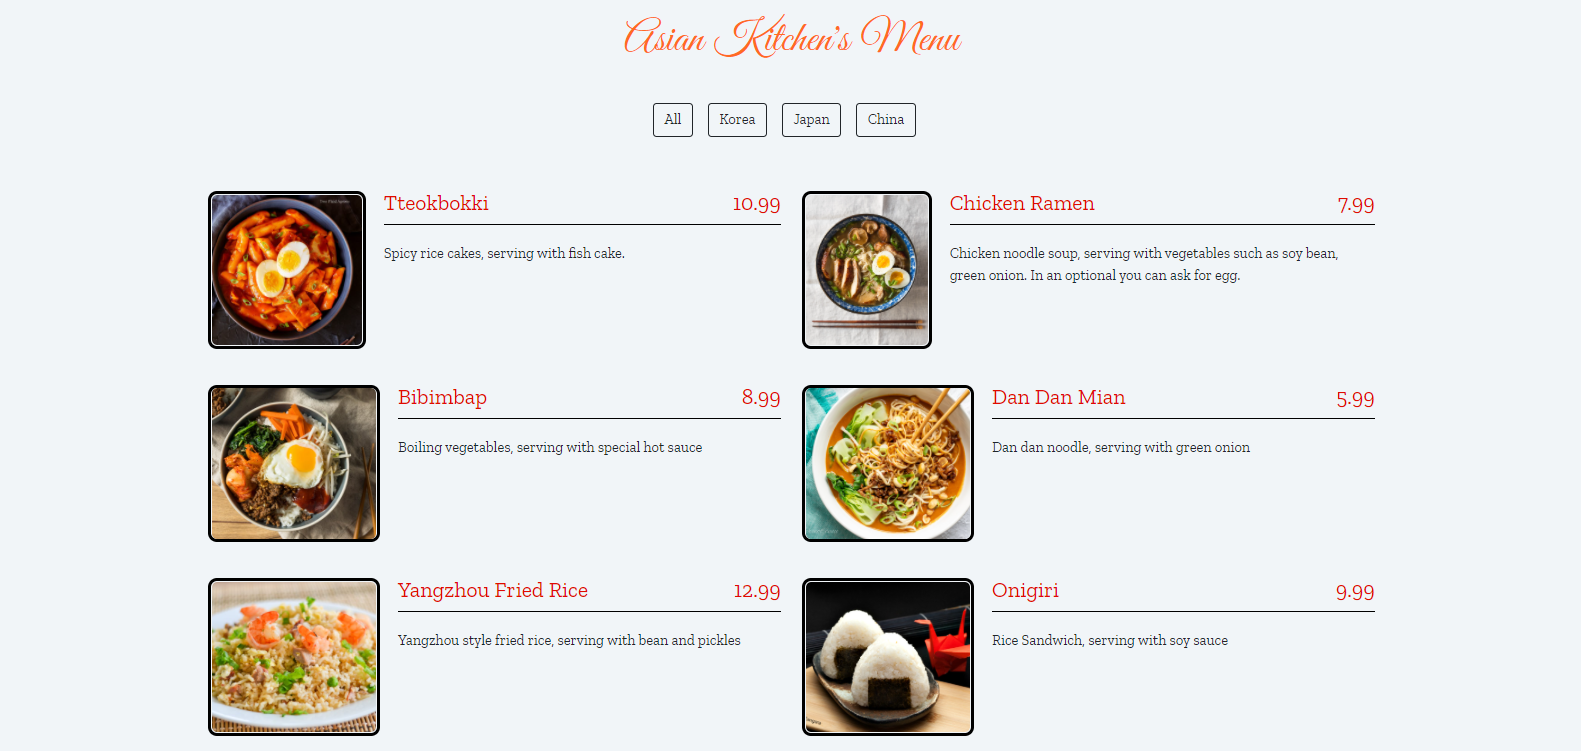 Asian Kitchen's Menu
All Korea Japan China
Tteokbokki 10.99
Spicy rice cakes, serving with fish cake.
Chicken Ramen 7.99
Chicken noodle soup, serving with vegetables such as soy bean,
green onion. In an optional you can ask for egg.
Bibimbap 8.99
Boiling vegetables, serving with special hot sauce
Dan Dan Mian 5.99
Dan dan noodle, serving with green onion
Yangzhou Fried Rice 12.99
Yangzhou style fried rice, serving with bean and pickles
Onigiri 9.99
Rice Sandwich, serving with soy sauce